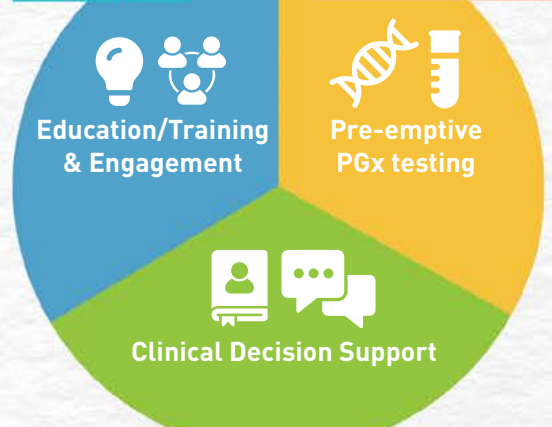 Education/Training
& Engagement
Pre-emptive
PGx testing
Clinical Decision Support